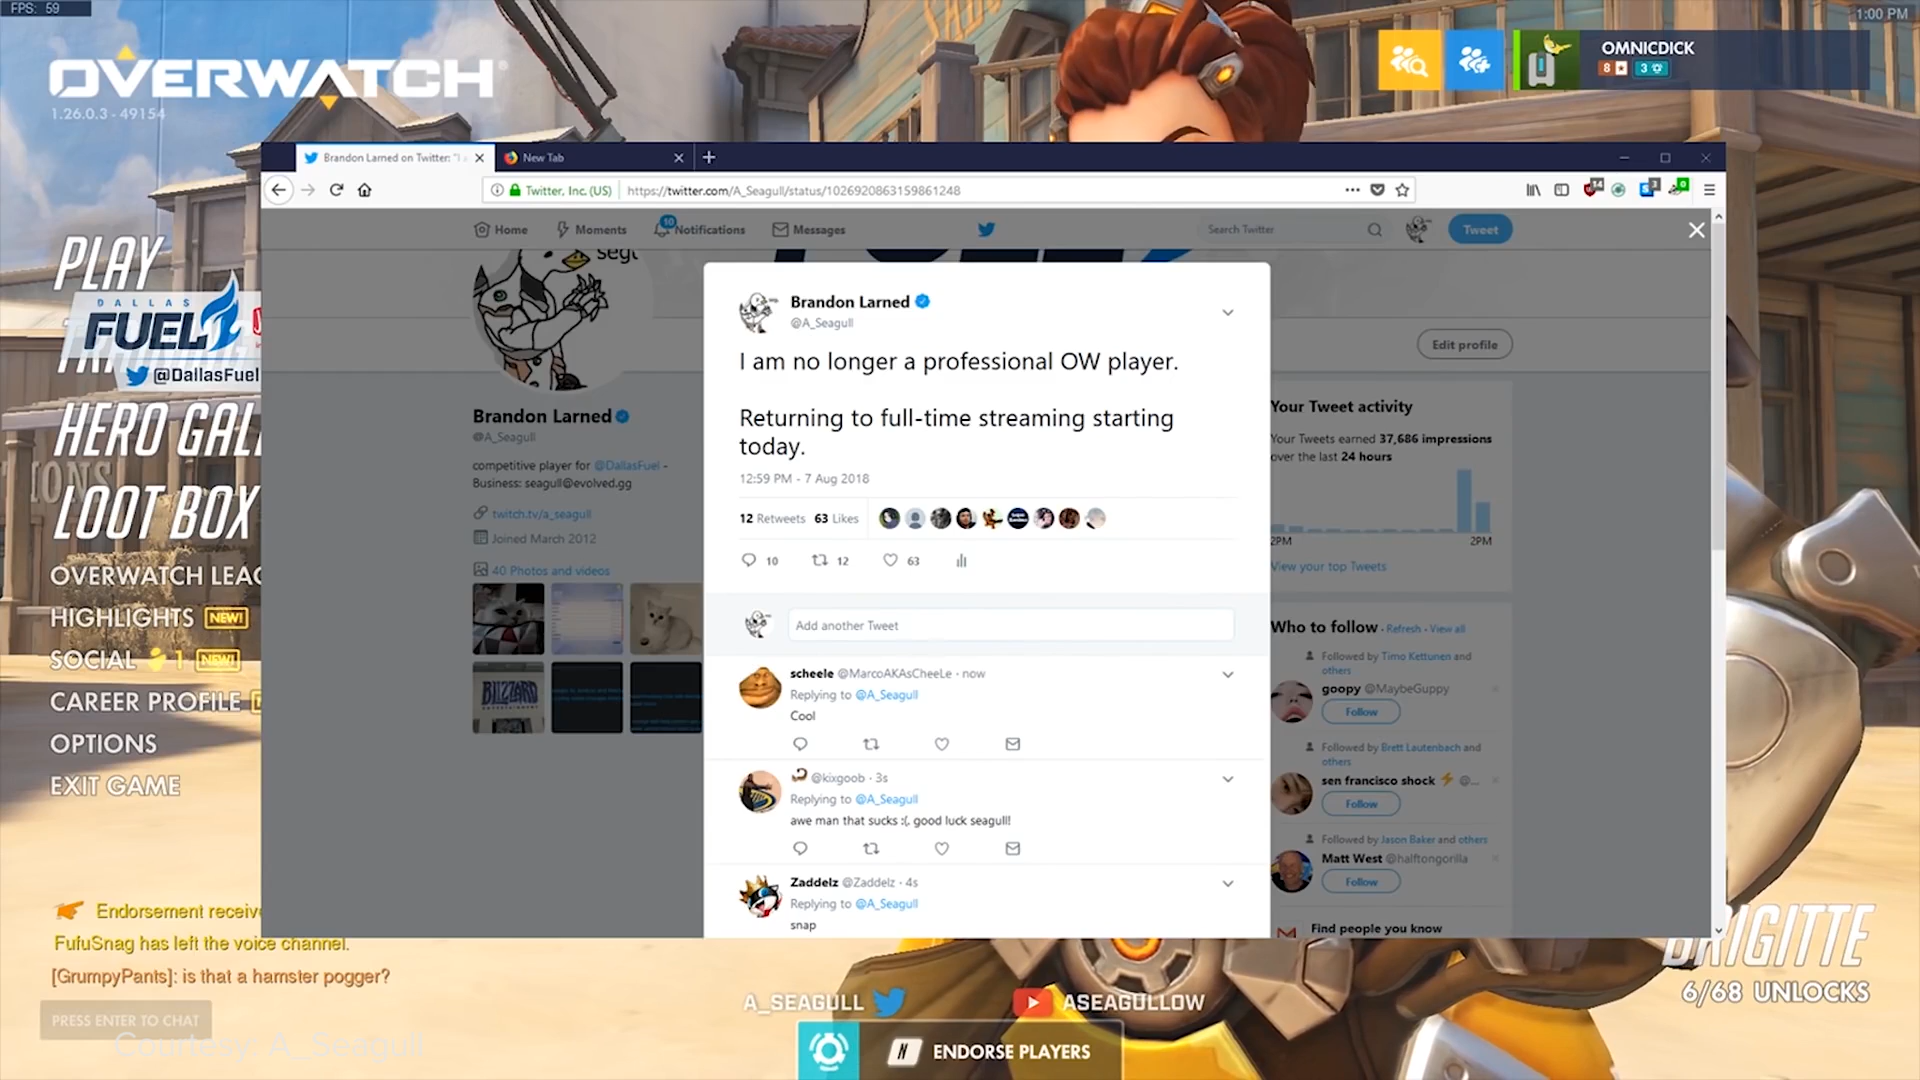 FPS: 59
1:00 PM
OVERWATCH
1.26.0.3 - 49154
OMNICDICK
8
3
Brandon Larned on Twitter: "I a
New Tab
Twitter, Inc. (US)
https://twitter.com/A_Seagull/status/1026920863159861248
Home
Moments
10
Notifications
Messages
Search Twitter
Tweet
PLAY
DALLAS
FUEL
@DallasFuel
HERO GAL
LOOT BOX
OVERWATCH LEAG
HIGHLIGHTS NEW!
SOCIAL 1 NEW!
CAREER PROFILE
OPTIONS
EXIT GAME
Edit profile
Brandon Larned
@A_Seagull
competitive player for @DallasFuel -
Business: seagull@evolved.gg
twitch.tv/a_seagull
Joined March 2012
40 Photos and videos
BLIZZARD
ENTERTAINMENT
Brandon Larned
@A_Seagull
I am no longer a professional OW player.
Returning to full-time streaming starting
today.
12:59 PM - 7 Aug 2018
12 Retweets 63 Likes
10 12 63
Add another Tweet
scheele @MarcoAKAsCheeLe · now
Replying to @A_Seagull
Cool
@kixgoob · 3s
Replying to @A_Seagull
awe man that sucks :(. good luck seagull!
Zaddelz @Zaddelz · 4s
Replying to @A_Seagull
snap
Your Tweet activity
Your Tweets earned 37,686 impressions
over the last 24 hours
2PM 2PM
View your top Tweets
Who to follow · Refresh · View all
Followed by Timo Kettunen and
others
goopy @MaybeGuppy
Follow
Followed by Brett Lautenbach and
others
sen francisco shock @...
Follow
Followed by Jason Baker and others
Matt West @halftongorilla
Follow
Find people you know
BRIGITTE
6/68 UNLOCKS
Endorsement receive
FufuSnag has left the voice channel.
[GrumpyPants]: is that a hamster pogger?
PRESS ENTER TO CHAT
Courtesy: A_Seagull
A_SEAGULL
ASEAGULLOW
N ENDORSE PLAYERS